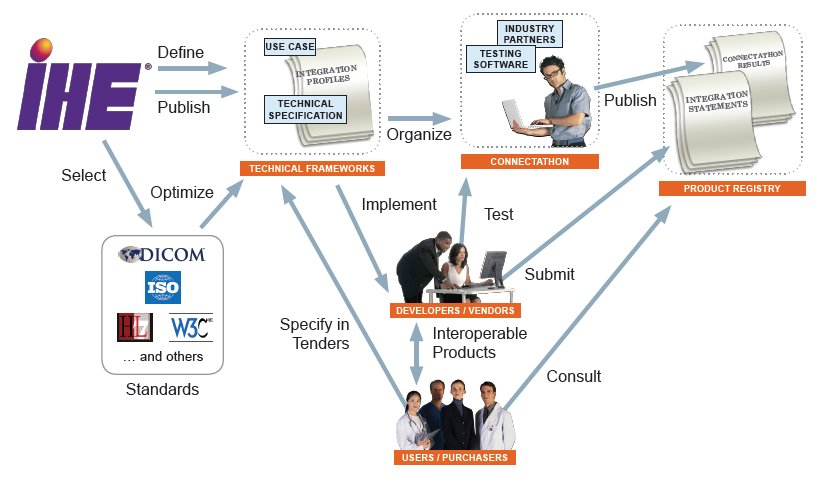 IHE®
Define
Publish
USE CASE
INTEGRATION
PROFILES
TECHNICAL
SPECIFICATION
TECHNICAL FRAMEWORKS
Organize
INDUSTRY
PARTNERS
TESTING
SOFTWARE
CONNECTATHON
Publish
CONNECTATHON
RESULTS
INTEGRATION
STATEMENTS
PRODUCT REGISTRY
Select
Optimize
Implement
Test
Submit
DICOM
ISO
HL7
W3C
... and others
Standards
DEVELOPERS / VENDORS
Specify in
Tenders
Interoperable
Products
Consult
USERS / PURCHASERS